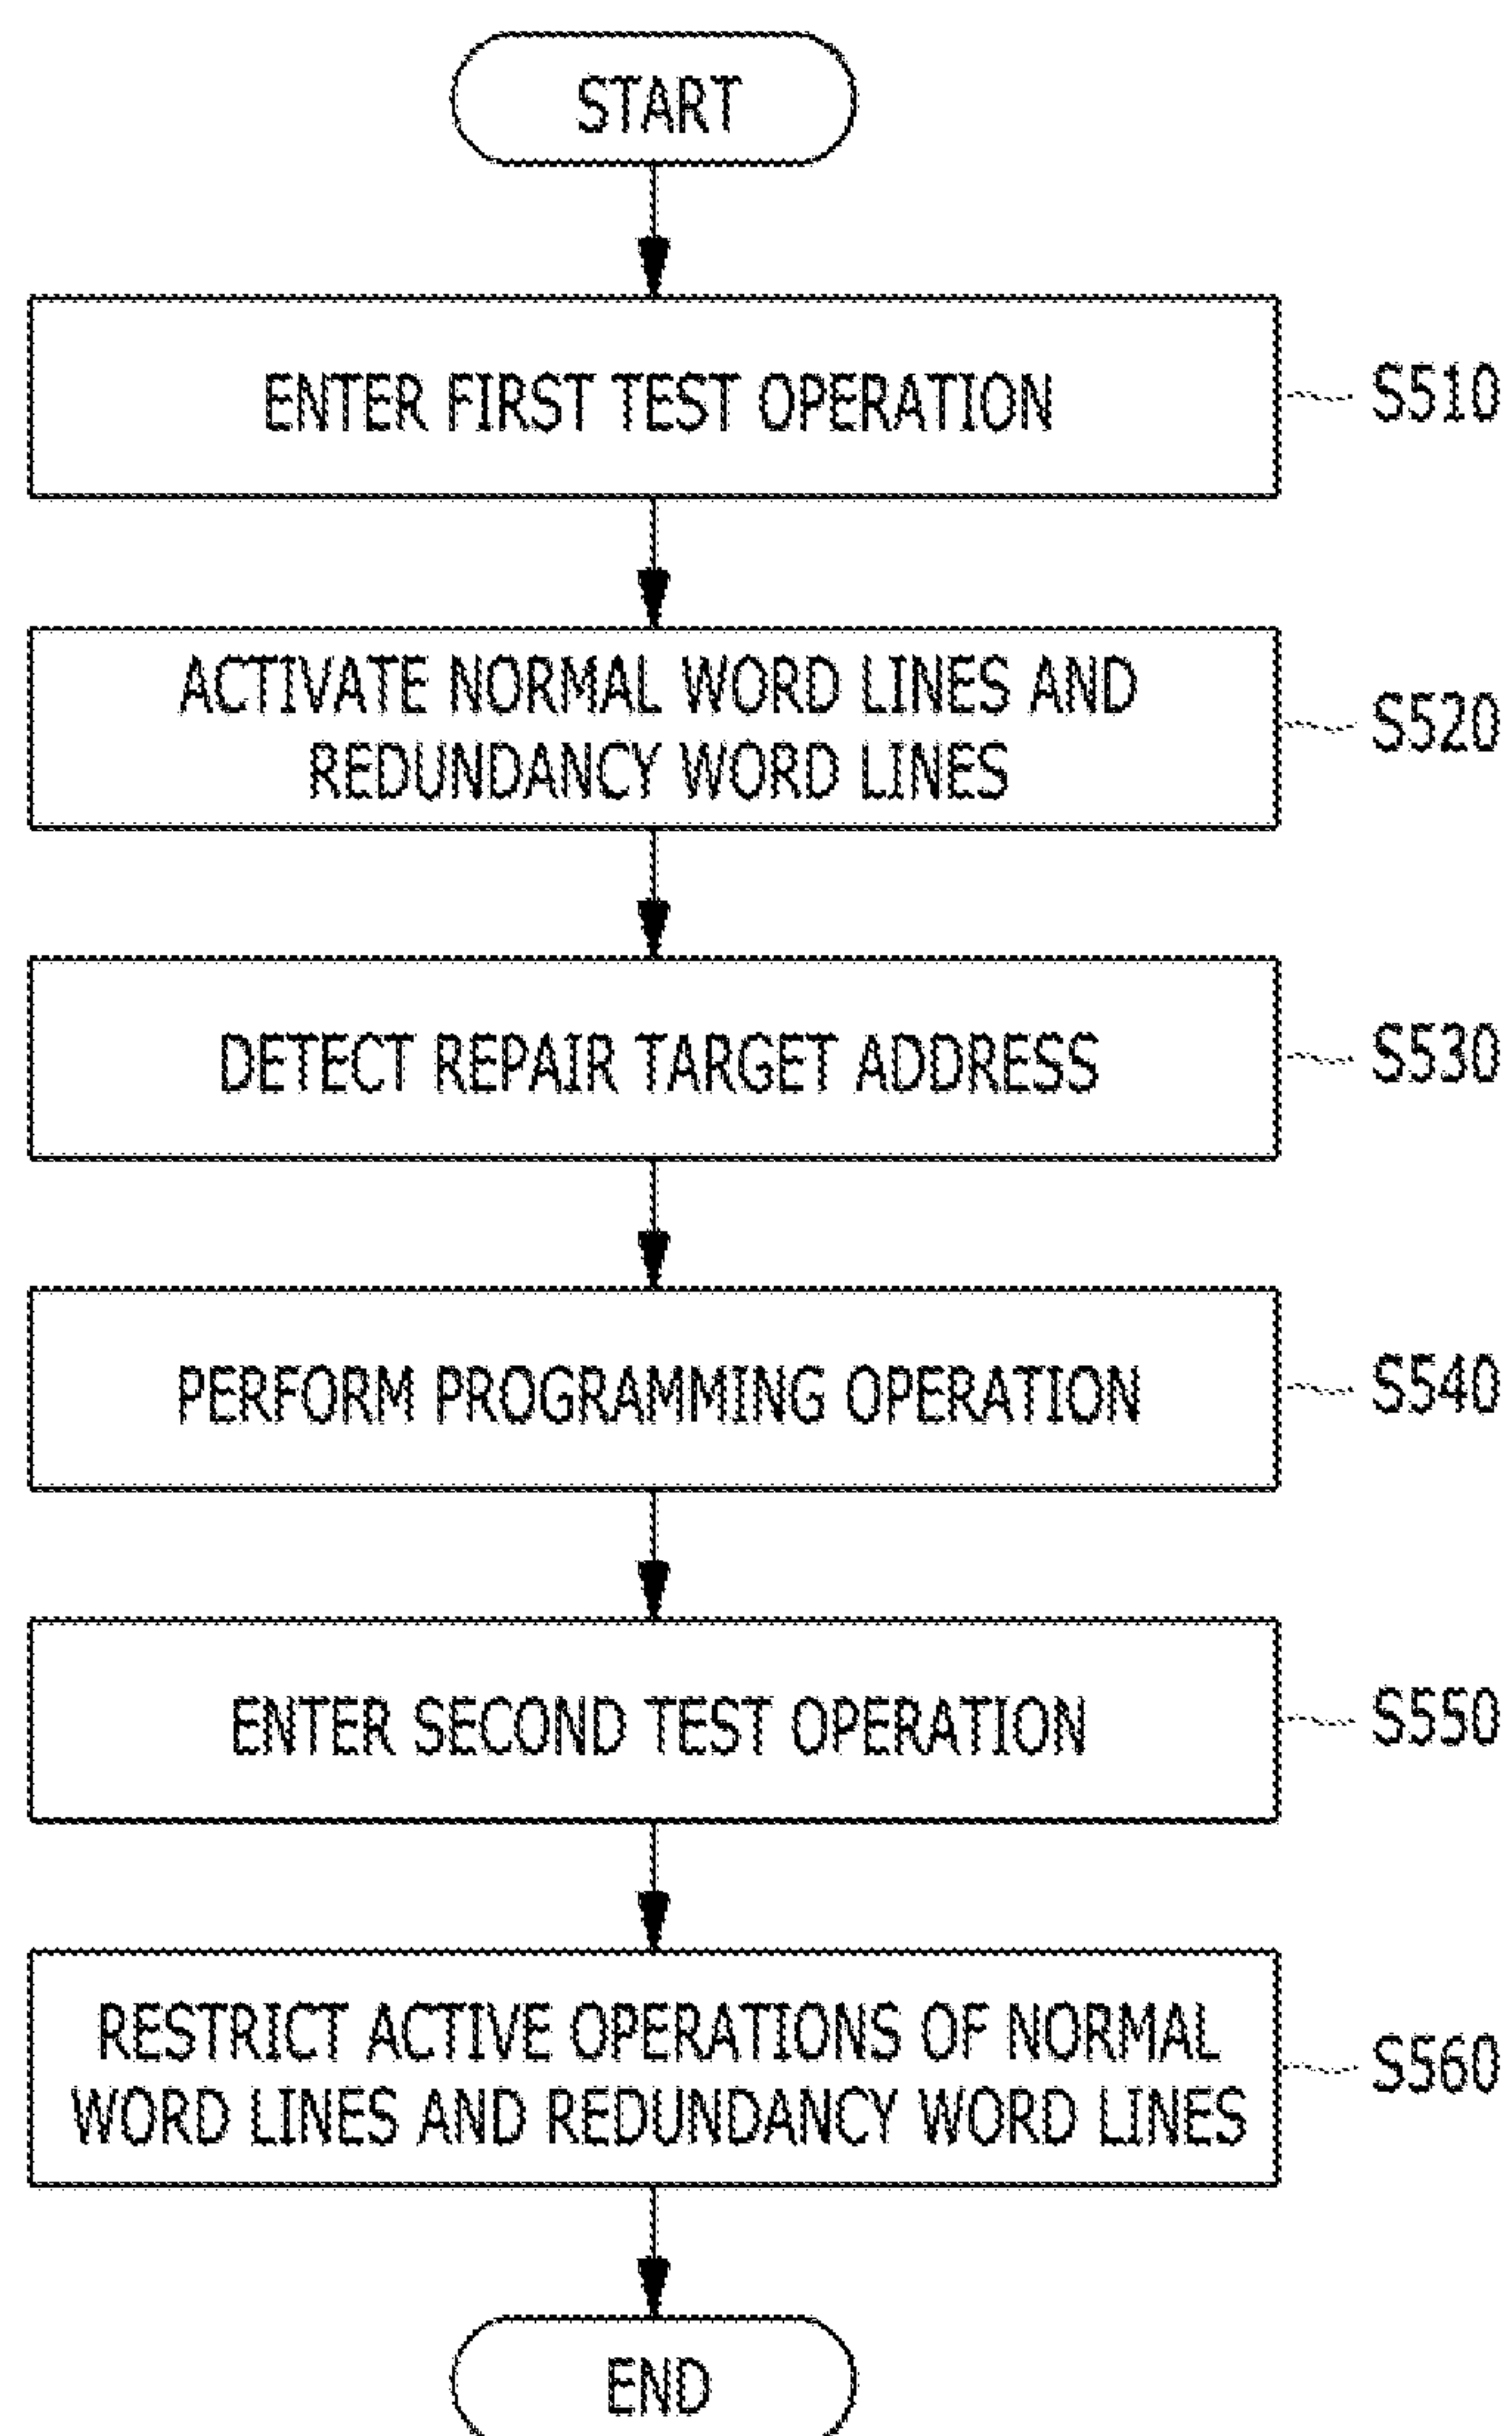 START
ENTER FIRST TEST OPERATION
S510
ACTIVATE NORMAL WORD LINES AND
REDUNDANCY WORD LINES
S520
DETECT REPAIR TARGET ADDRESS
S530
PERFORM PROGRAMMING OPERATION
S540
ENTER SECOND TEST OPERATION
S550
RESTRICT ACTIVE OPERATIONS OF NORMAL
WORD LINES AND REDUNDANCY WORD LINES
S560
END